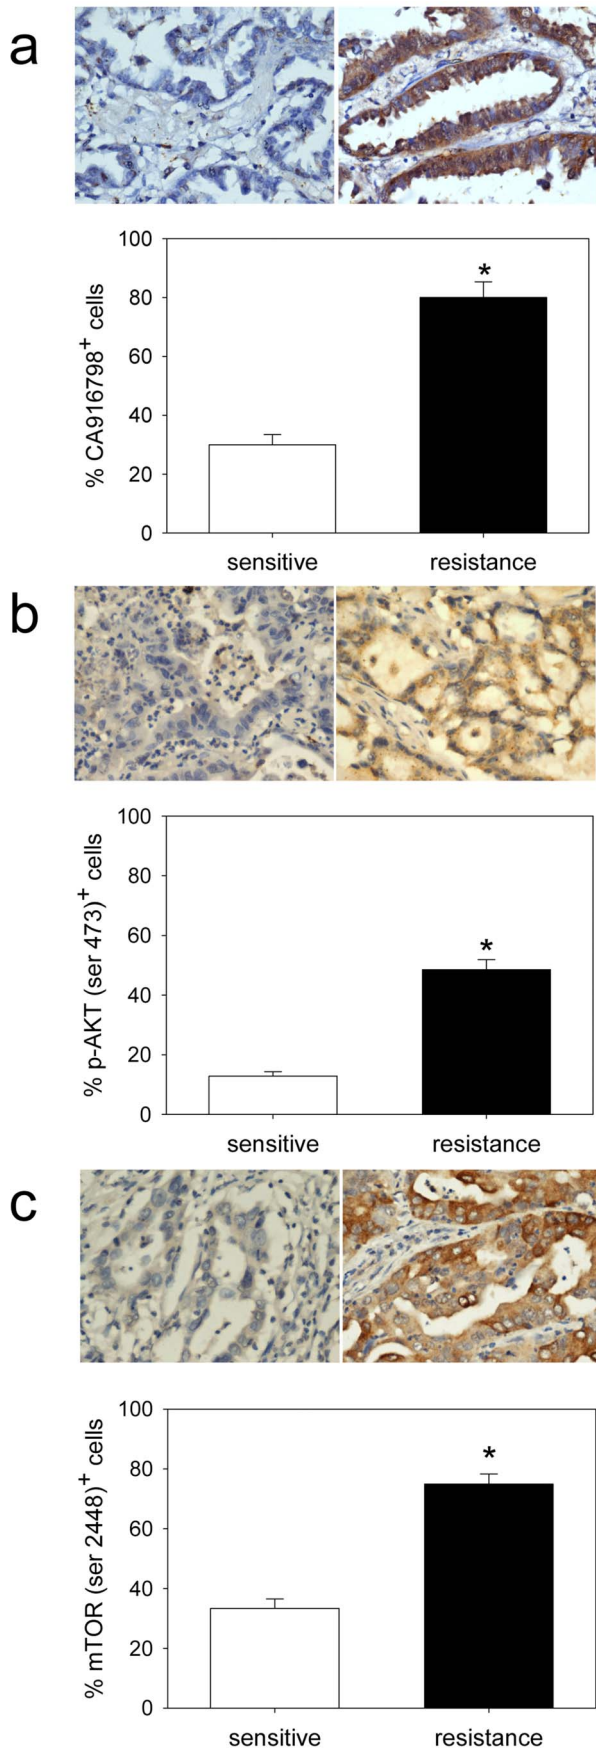 a
100
80
60
40
20
0
% CA916798+ cells
*
sensitive
resistance
b
100
80
60
40
20
0
% p-AKT (ser 473)+ cells
*
sensitive
resistance
c
100
80
60
40
20
0
% mTOR (ser 2448)+ cells
*
sensitive
resistance